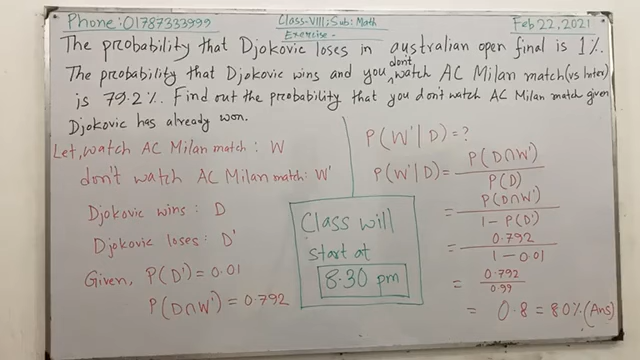 Phone: 01787333999
Class-VIII; Sub: Math
Exercise-
Feb 22, 2021
The probability that Djokovic loses in australian open final is 1%.
The probability that Djokovic wins and you don't watch AC Milan match (vs Inter)
is 79.2%. Find out the probability that you don't watch AC Milan match given
Djokovic has already won.
Let, watch AC Milan match : W
don't watch AC Milan match: W'
Djokovic wins : D
Djokovic loses : D'
Given, P(D') = 0.01
P(D∩W') = 0.792
Class will
start at
8:30 pm
P(W'|D) = ?
P(W'|D) = P(D∩W') / P(D)
= P(D∩W') / 1 - P(D')
= 0.792 / 1 - 0.01
= 0.792 / 0.99
= 0.8 = 80% (Ans)